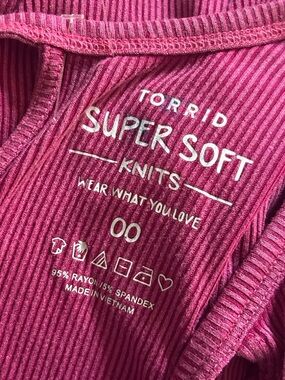 TORRID
SUPER SOFT
KNITS
WEAR WHAT YOU LOVE
00
95% RAYON/5% SPANDEX
MADE IN VIETNAM